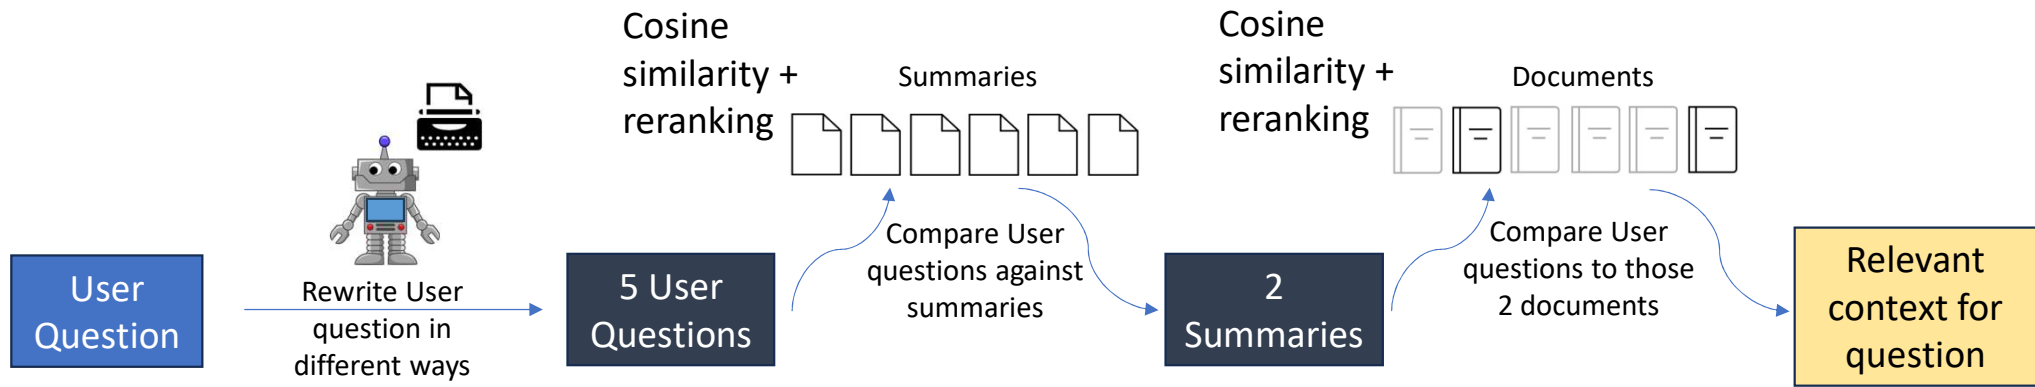 User
Question
Rewrite User
question in
different ways
5 User
Questions
Cosine
similarity +
reranking
Summaries
Compare User
questions against
summaries
2
Summaries
Cosine
similarity +
reranking
Documents
Compare User
questions to those
2 documents
Relevant
context for
question